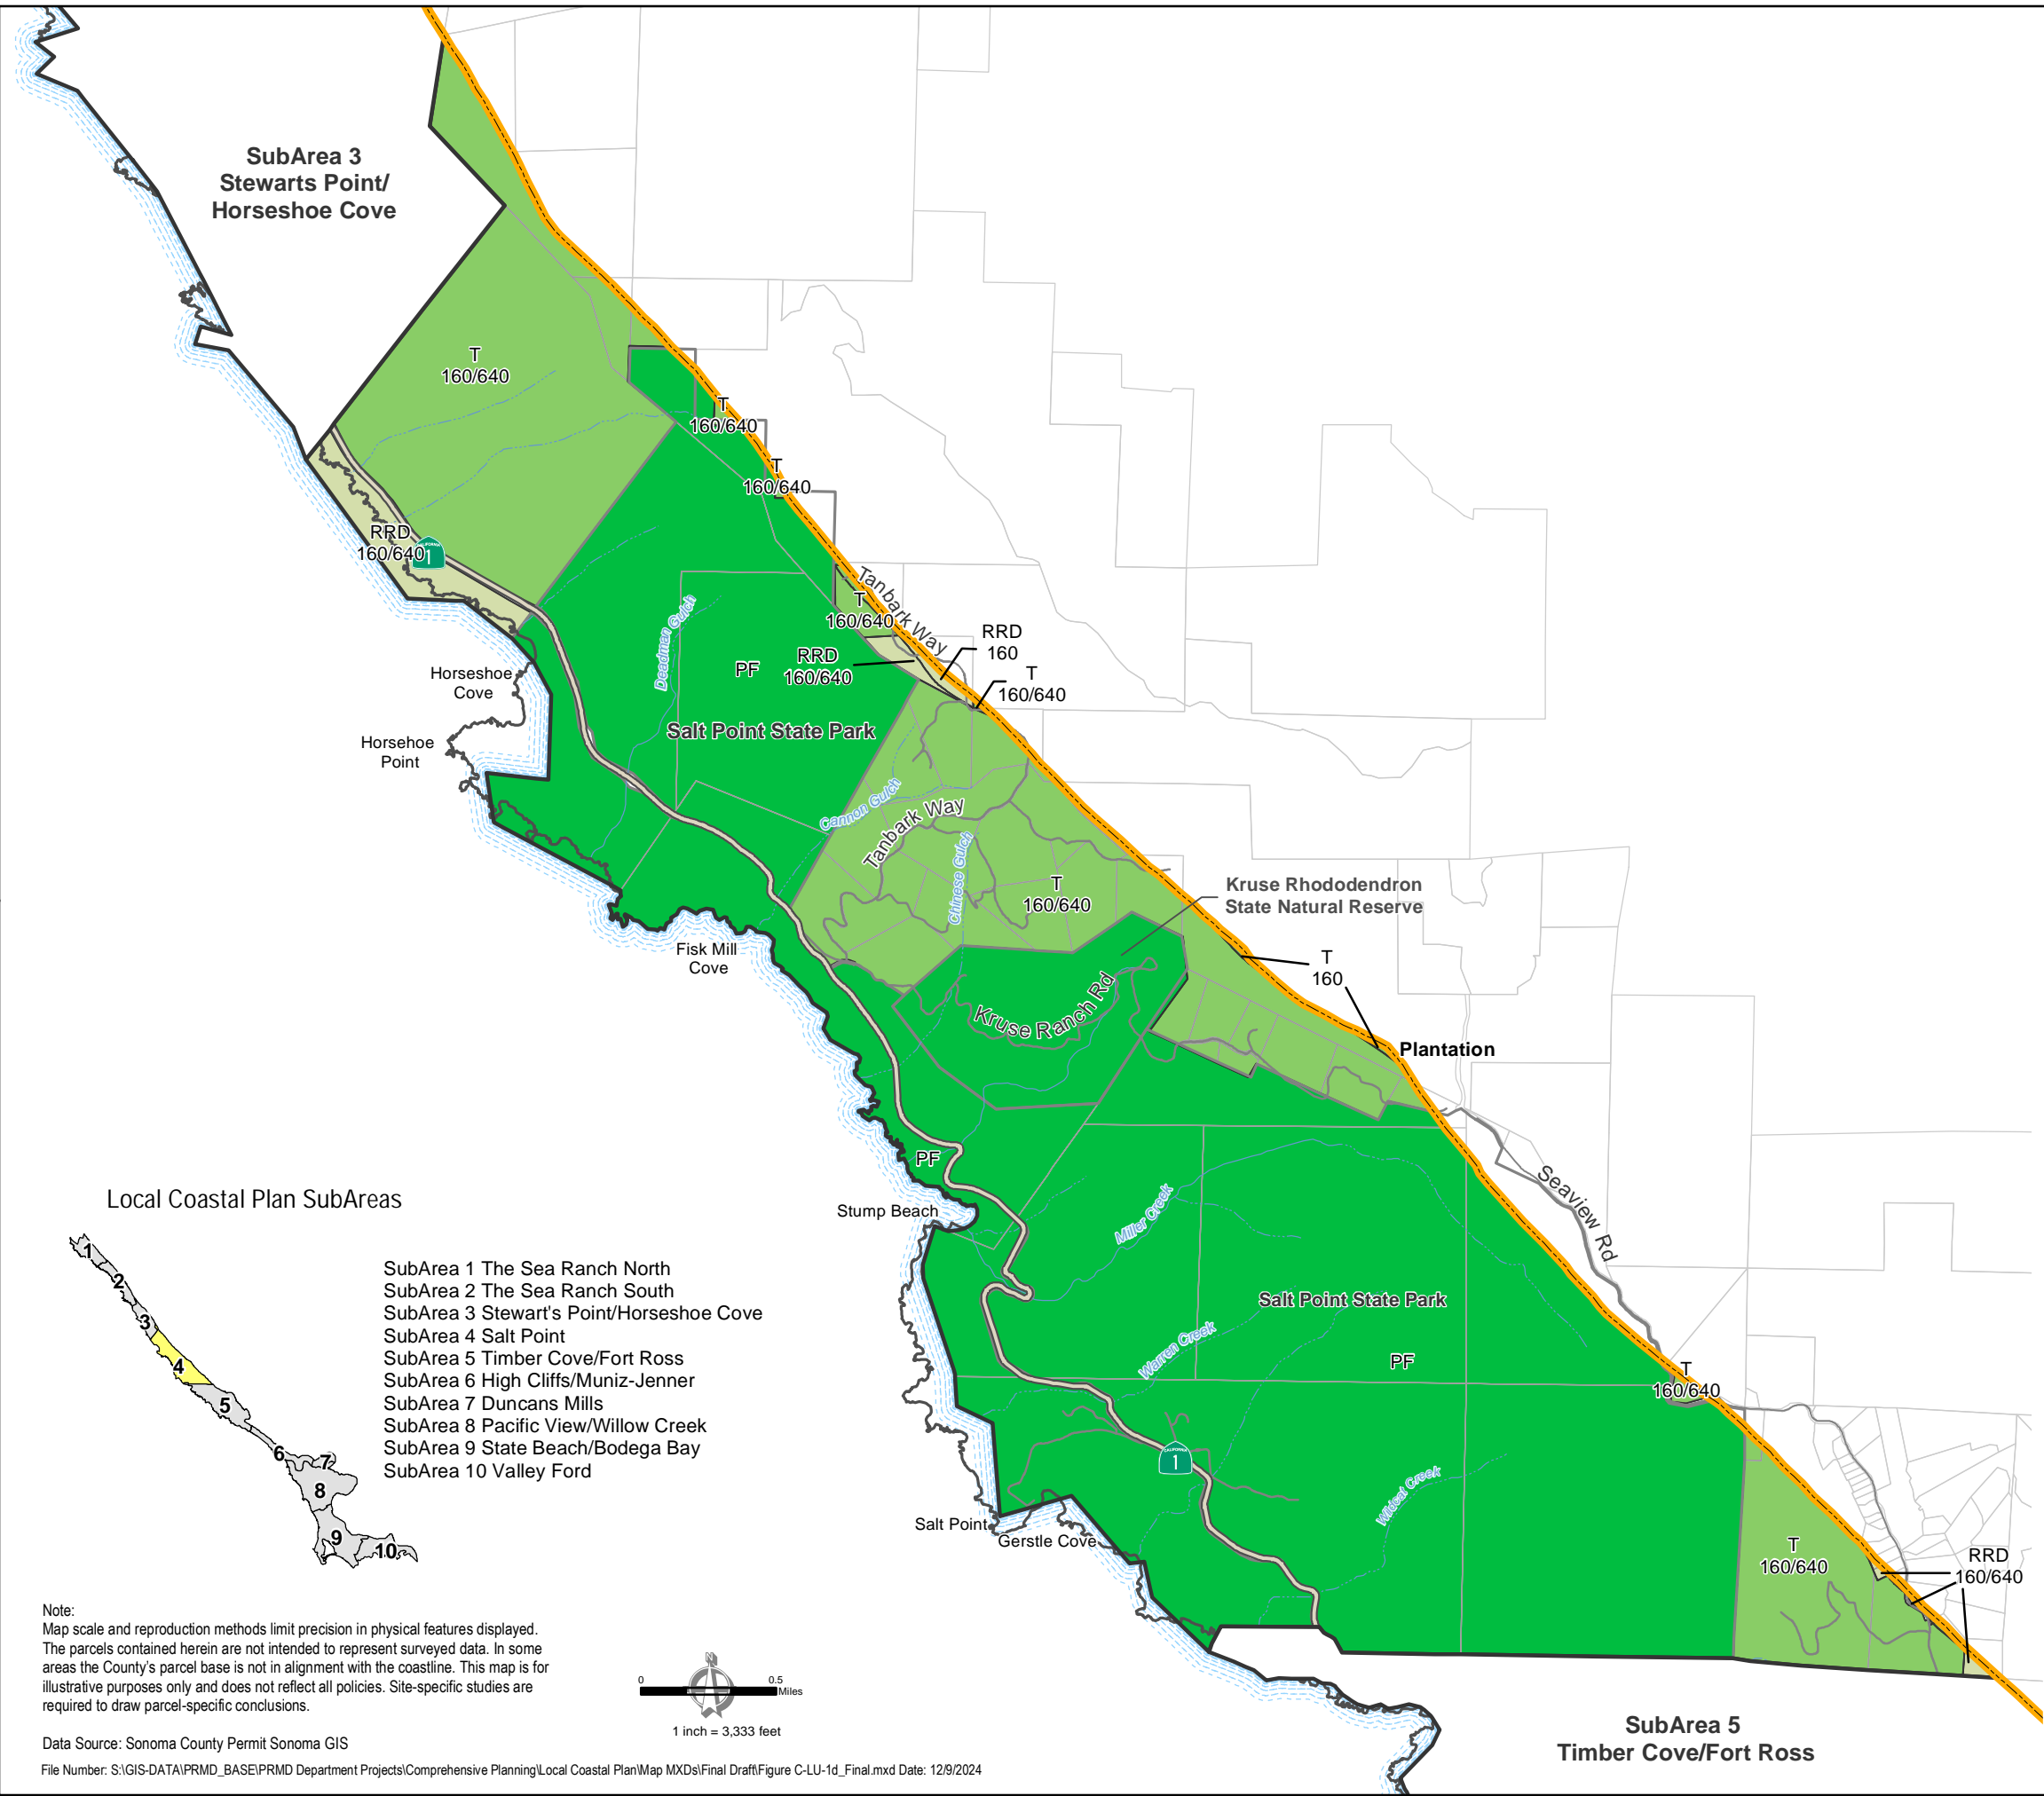 SubArea 3
Stewarts Point/
Horseshoe Cove
T
160/640
T
160/640
T
160/640
RRD
160/640
CALIFORNIA
1
Tanbark Way
T
160/640
RRD
160
RRD
160/640
T
160/640
Deadman Gulch
PF
Salt Point State Park
Horseshoe
Cove
Horsehoe
Point
Cannon Gulch
Tanbark Way
Chinese Gulch
T
160/640
Kruse Rhododendron
State Natural Reserve
Fisk Mill
Cove
T
160
Kruse Ranch Rd
Plantation
PF
Stump Beach
Miller Creek
Seaview Rd
Salt Point State Park
Warren Creek
PF
T
160/640
CALIFORNIA
1
Wildcat Creek
Salt Point
Gerstle Cove
T
160/640
RRD
160/640
Local Coastal Plan SubAreas
1
2
3
4
5
6
7
8
9
10
SubArea 1 The Sea Ranch North
SubArea 2 The Sea Ranch South
SubArea 3 Stewart's Point/Horseshoe Cove
SubArea 4 Salt Point
SubArea 5 Timber Cove/Fort Ross
SubArea 6 High Cliffs/Muniz-Jenner
SubArea 7 Duncans Mills
SubArea 8 Pacific View/Willow Creek
SubArea 9 State Beach/Bodega Bay
SubArea 10 Valley Ford
Note:
Map scale and reproduction methods limit precision in physical features displayed.
The parcels contained herein are not intended to represent surveyed data. In some
areas the County's parcel base is not in alignment with the coastline. This map is for
illustrative purposes only and does not reflect all policies. Site-specific studies are
required to draw parcel-specific conclusions.
N
0 0.5
Miles
1 inch = 3,333 feet
Data Source: Sonoma County Permit Sonoma GIS
File Number: S:\GIS-DATA\PRMD_BASE\PRMD Department Projects\Comprehensive Planning\Local Coastal Plan\Map MXDs\Final Draft\Figure C-LU-1d_Final.mxd Date: 12/9/2024
SubArea 5
Timber Cove/Fort Ross